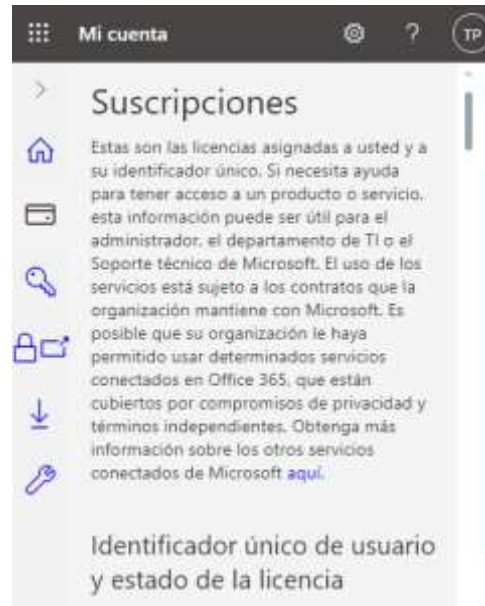 Mi cuenta
?
TP
Suscripciones
Estas son las licencias asignadas a usted y a
su identificador único. Si necesita ayuda
para tener acceso a un producto o servicio,
esta información puede ser útil para el
administrador, el departamento de TI o el
Soporte técnico de Microsoft. El uso de los
servicios está sujeto a los contratos que la
organización mantiene con Microsoft. Es
posible que su organización le haya
permitido usar determinados servicios
conectados en Office 365, que están
cubiertos por compromisos de privacidad y
términos independientes. Obtenga más
información sobre los otros servicios
conectados de Microsoft aquí.
Identificador único de usuario
y estado de la licencia